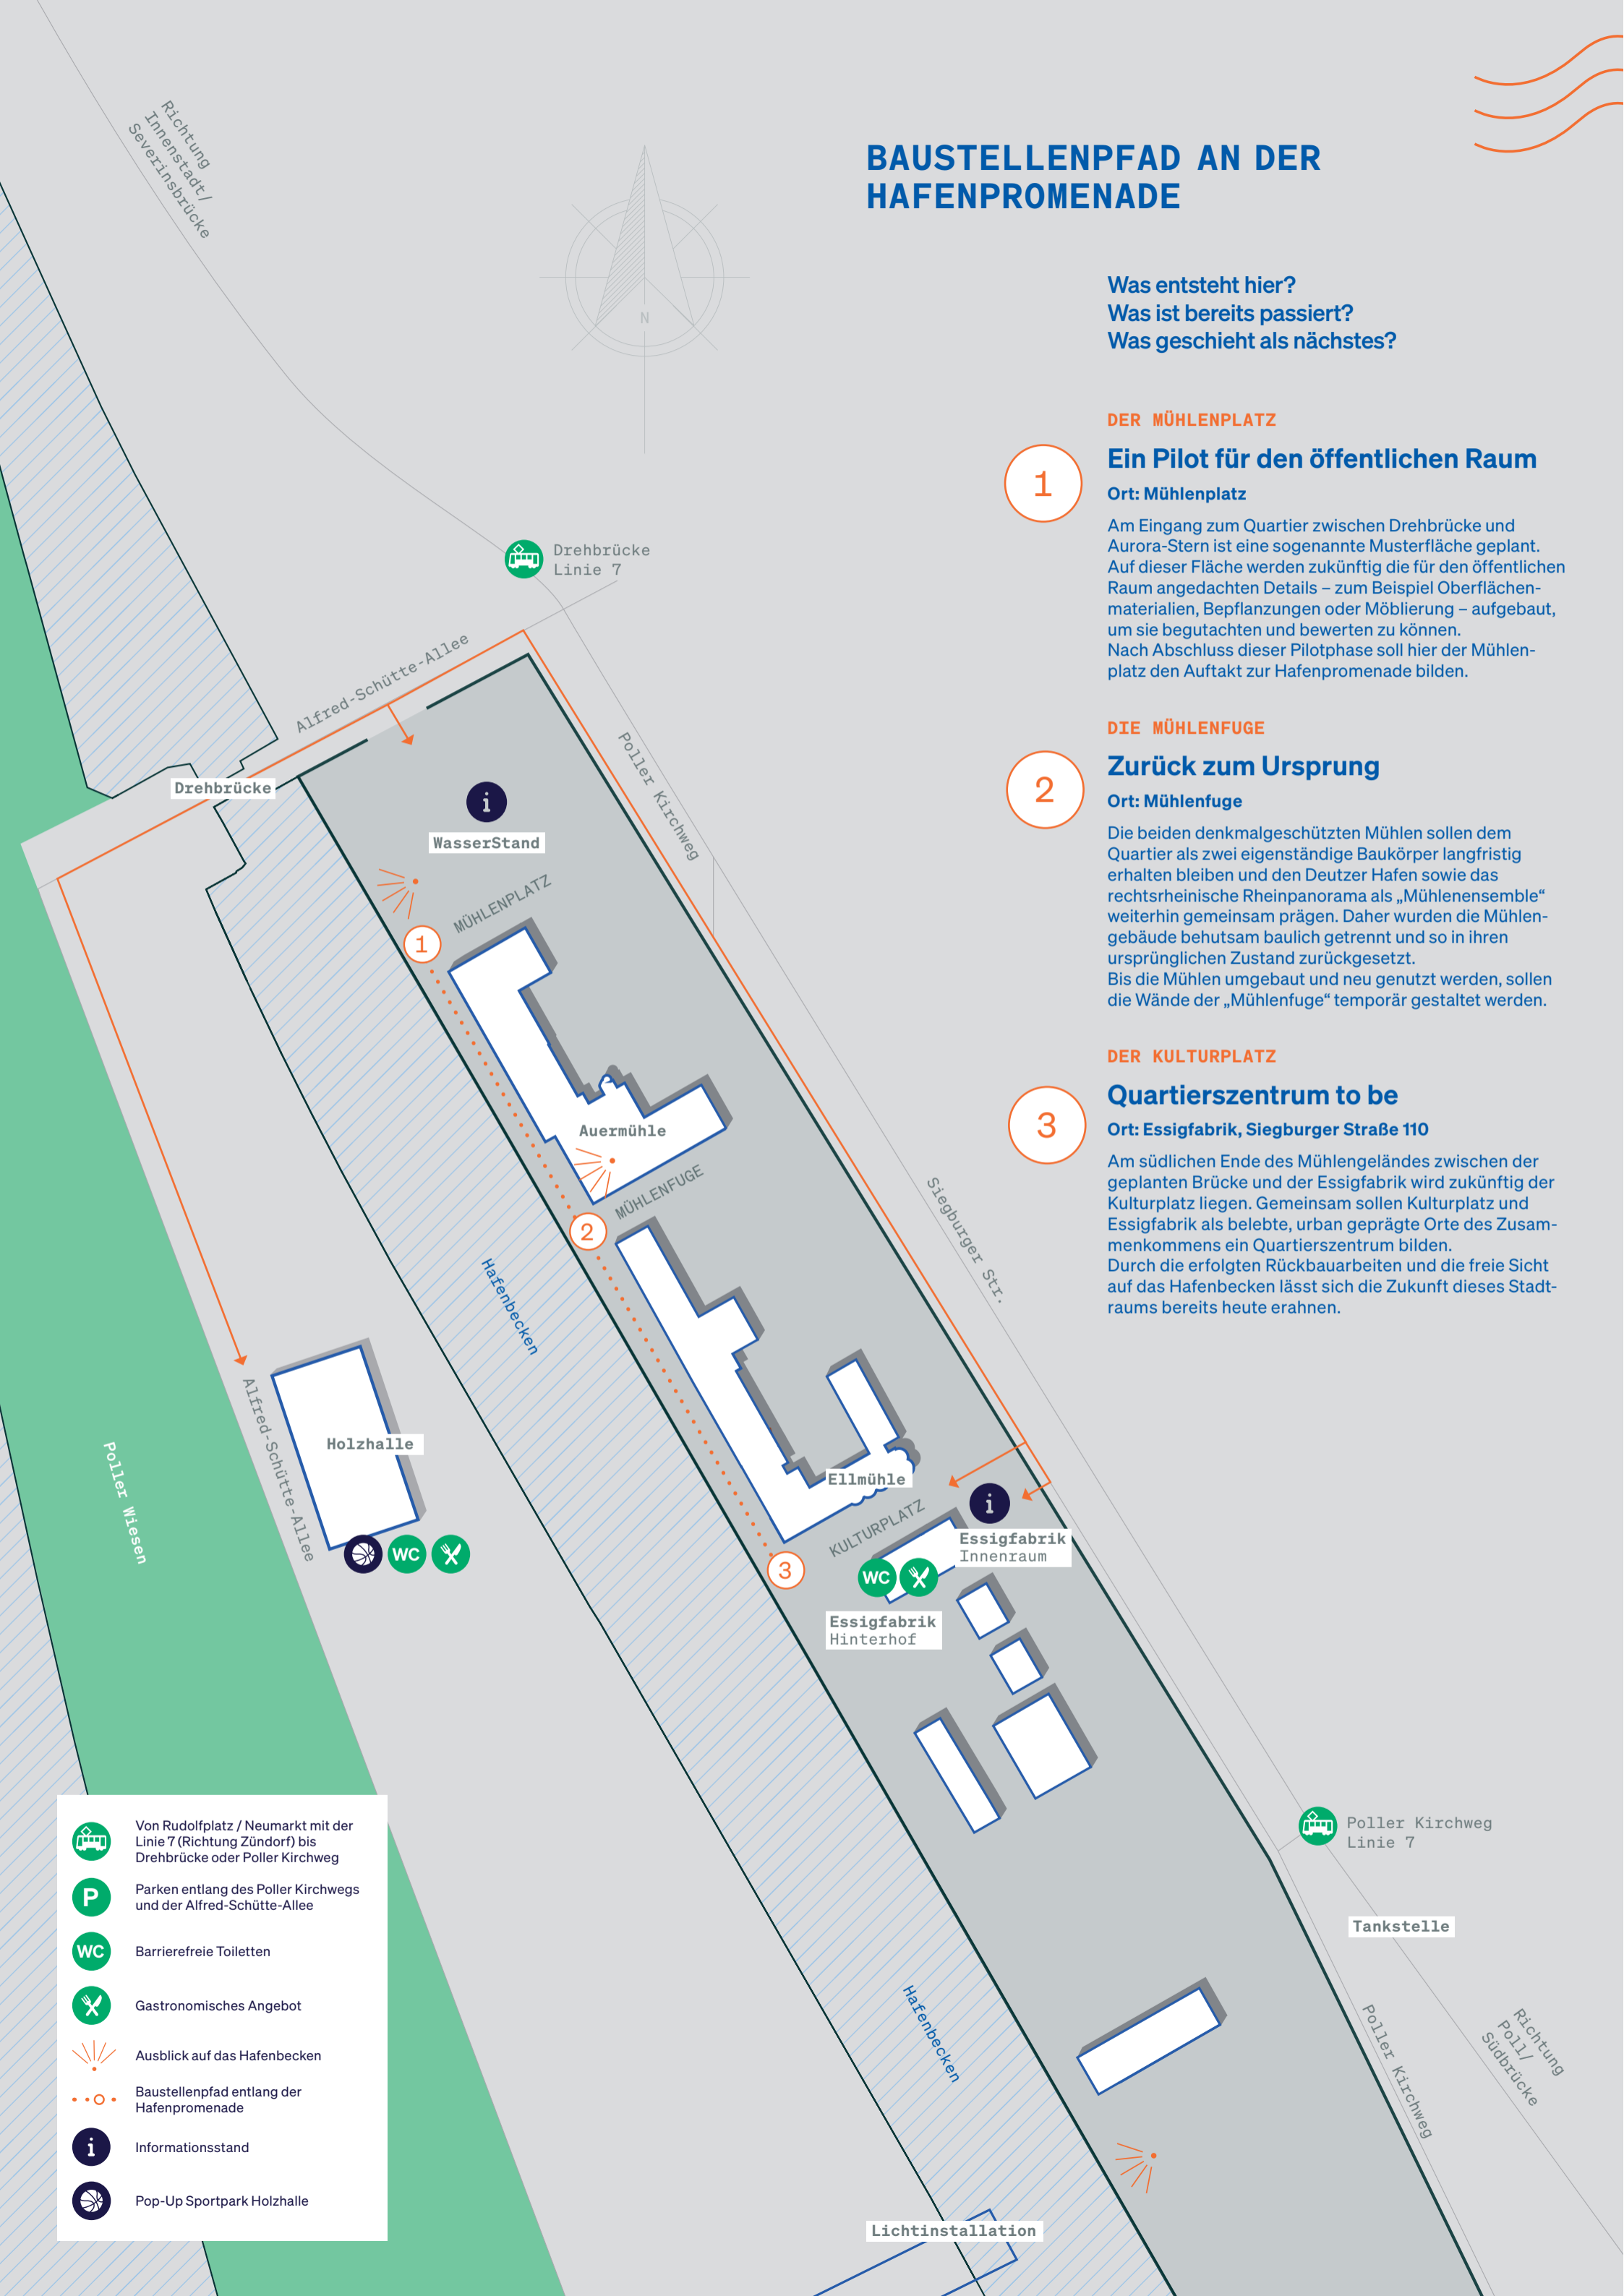 Richtung
Innenstadt/
Severinsbrücke
N
BAUSTELLENPFAD AN DER
HAFENPROMENADE
Was entsteht hier?
Was ist bereits passiert?
Was geschieht als nächstes?
DER MÜHLENPLATZ
1
Ein Pilot für den öffentlichen Raum
Ort: Mühlenplatz
Am Eingang zum Quartier zwischen Drehbrücke und
Aurora-Stern ist eine sogenannte Musterfläche geplant.
Auf dieser Fläche werden zukünftig die für den öffentlichen
Raum angedachten Details – zum Beispiel Oberflächen-
materialien, Bepflanzungen oder Möblierung – aufgebaut,
um sie begutachten und bewerten zu können.
Nach Abschluss dieser Pilotphase soll hier der Mühlen-
platz den Auftakt zur Hafenpromenade bilden.
DIE MÜHLENFUGE
2
Zurück zum Ursprung
Ort: Mühlenfuge
Die beiden denkmalgeschützten Mühlen sollen dem
Quartier als zwei eigenständige Baukörper langfristig
erhalten bleiben und den Deutzer Hafen sowie das
rechtsrheinische Rheinpanorama als „Mühlenensemble“
weiterhin gemeinsam prägen. Daher wurden die Mühlen-
gebäude behutsam baulich getrennt und so in ihren
ursprünglichen Zustand zurückgesetzt.
Bis die Mühlen umgebaut und neu genutzt werden, sollen
die Wände der „Mühlenfuge“ temporär gestaltet werden.
DER KULTURPLATZ
3
Quartierszentrum to be
Ort: Essigfabrik, Siegburger Straße 110
Am südlichen Ende des Mühlengeländes zwischen der
geplanten Brücke und der Essigfabrik wird zukünftig der
Kulturplatz liegen. Gemeinsam sollen Kulturplatz und
Essigfabrik als belebte, urban geprägte Orte des Zusam-
menkommens ein Quartierszentrum bilden.
Durch die erfolgten Rückbauarbeiten und die freie Sicht
auf das Hafenbecken lässt sich die Zukunft dieses Stadt-
raums bereits heute erahnen.
Drehbrücke
Linie 7
Alfred-Schütte-Allee
Poller Kirchweg
Drehbrücke
i
WasserStand
MÜHLENPLATZ
1
Auermühle
MÜHLENFUGE
2
Siegburger Str.
Hafenbecken
Alfred-Schütte-Allee
Holzhalle
Poller Wiesen
WC
Ellmühle
KULTURPLATZ
3
i
Essigfabrik
Innenraum
WC
Essigfabrik
Hinterhof
Poller Kirchweg
Linie 7
Tankstelle
Hafenbecken
Poller Kirchweg
Richtung
Poll/
Südbrücke
Lichtinstallation
Von Rudolfplatz / Neumarkt mit der
Linie 7 (Richtung Zündorf) bis
Drehbrücke oder Poller Kirchweg
P
Parken entlang des Poller Kirchwegs
und der Alfred-Schütte-Allee
WC
Barrierefreie Toiletten
Gastronomisches Angebot
Ausblick auf das Hafenbecken
Baustellenpfad entlang der
Hafenpromenade
i
Informationsstand
Pop-Up Sportpark Holzhalle